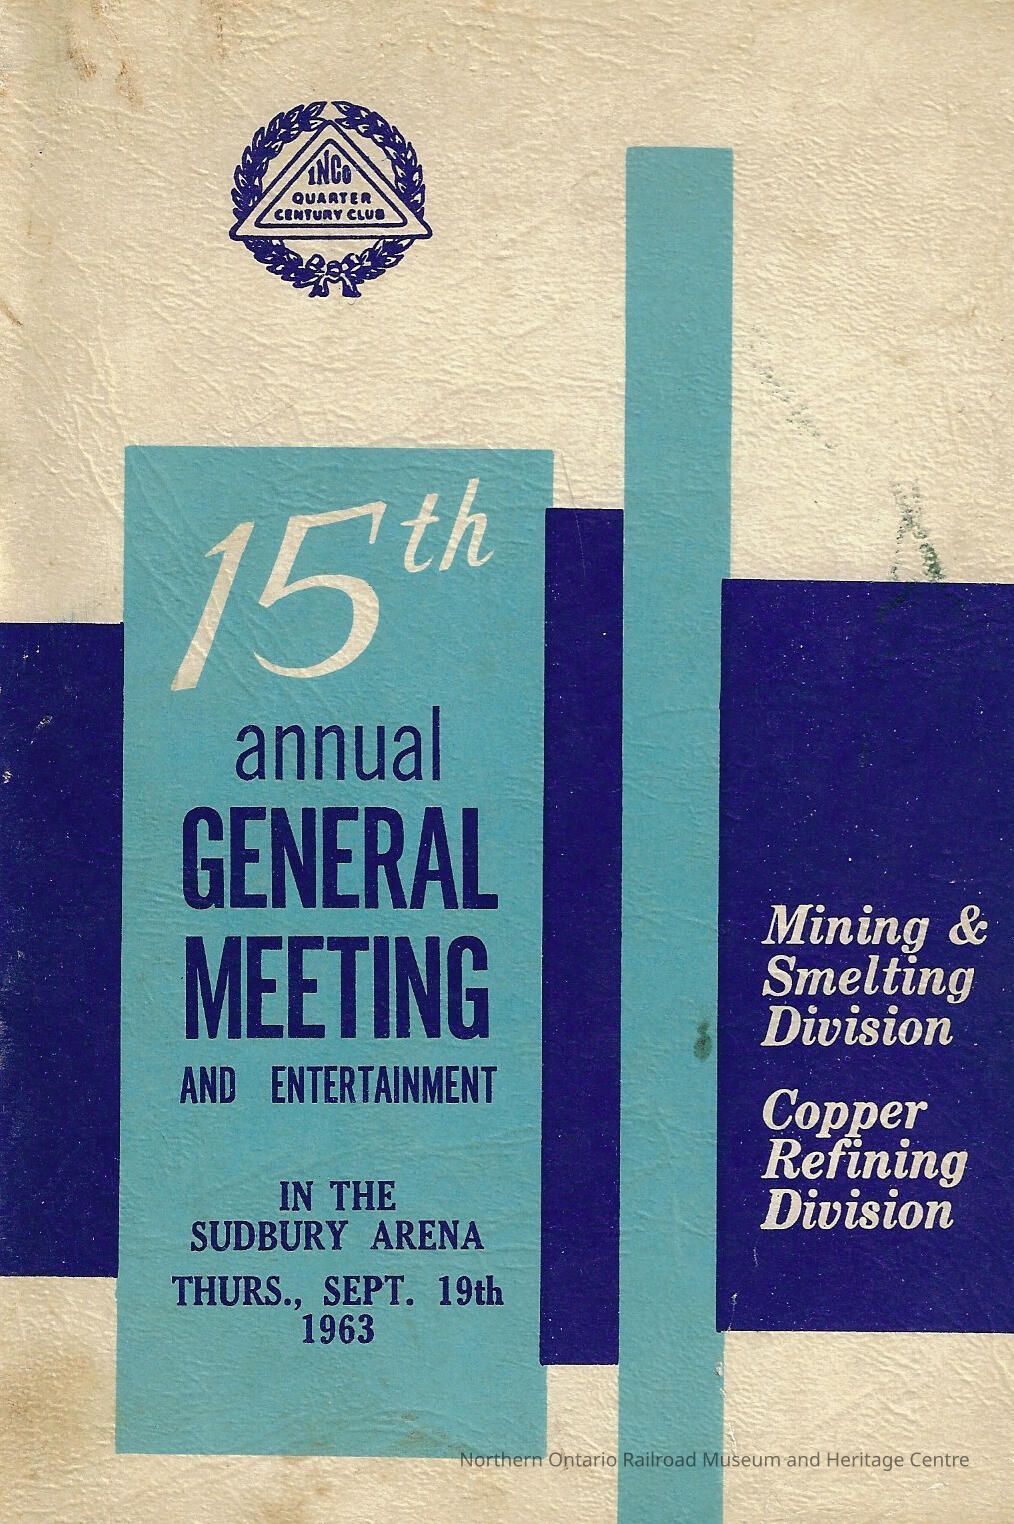 INCO
QUARTER
CENTURY CLUB
15th
annual
GENERAL
MEETING
AND ENTERTAINMENT
IN THE
SUDBURY ARENA
THURS., SEPT. 19th
1963
Mining &
Smelting
Division
Copper
Refining
Division
Northern Ontario Railroad Museum and Heritage Centre